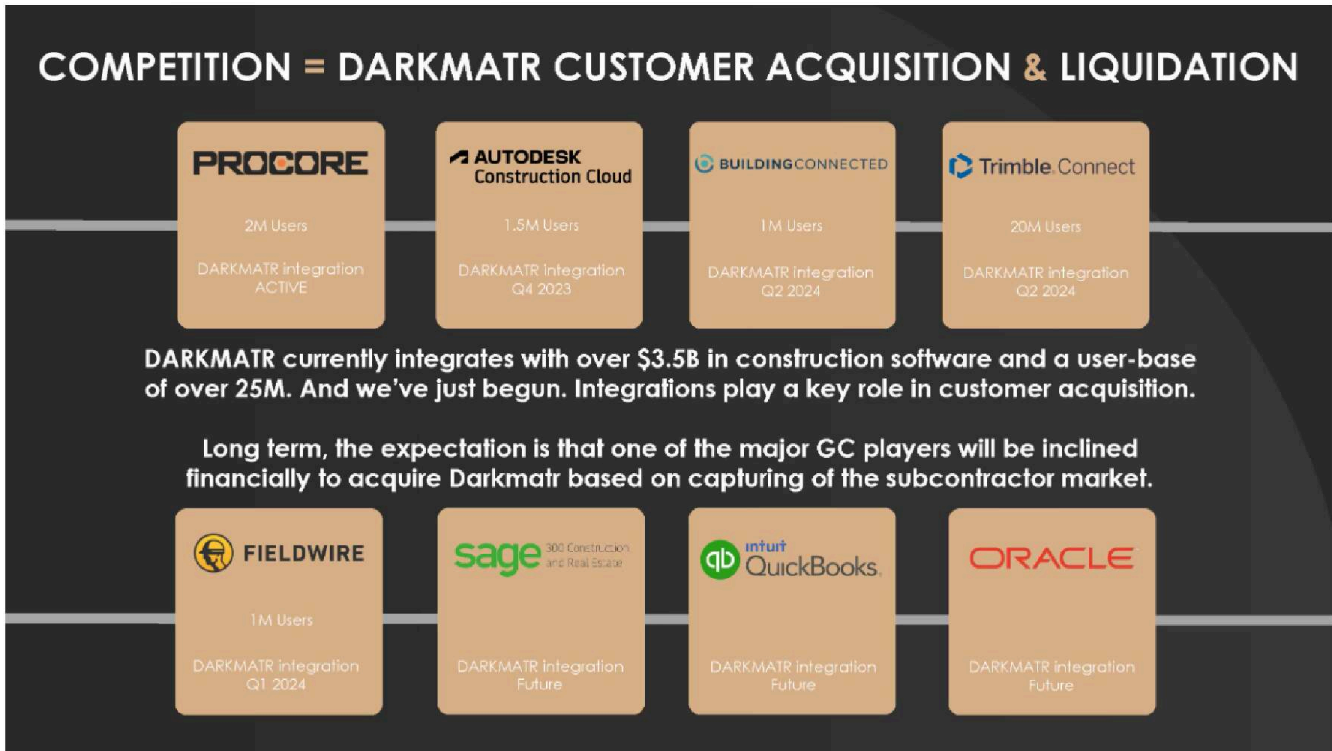 COMPETITION = DARKMATR CUSTOMER ACQUISITION & LIQUIDATION
PROCORE
2M Users
DARKMATR integration
ACTIVE
AUTODESK
Construction Cloud
1.5M Users
DARKMATR integration
Q4 2023
BUILDINGCONNECTED
1M Users
DARKMATR integration
Q2 2024
Trimble. Connect
20M Users
DARKMATR integration
Q2 2024
DARKMATR currently integrates with over $3.5B in construction software and a user-base
of over 25M. And we've just begun. Integrations play a key role in customer acquisition.
Long term, the expectation is that one of the major GC players will be inclined
financially to acquire Darkmatr based on capturing of the subcontractor market.
FIELDWIRE
1M Users
DARKMATR integration
Q1 2024
sage 300 Construction
and Real Estate
DARKMATR integration
Future
qb intuit
QuickBooks.
DARKMATR integration
Future
ORACLE
DARKMATR integration
Future